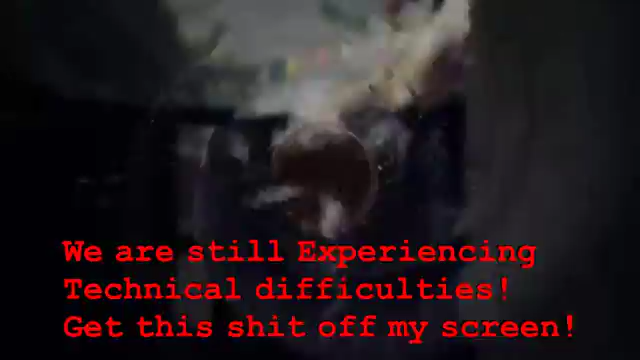 We are still Experiencing
Technical difficulties!
Get this shit off my screen!